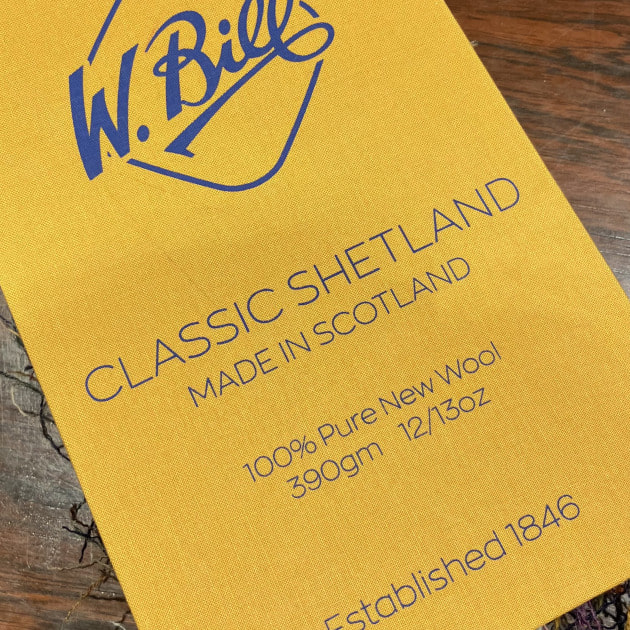 W. Bill
CLASSIC SHETLAND
MADE IN SCOTLAND
100% Pure New Wool
390gm 12/13oz
Established 1846